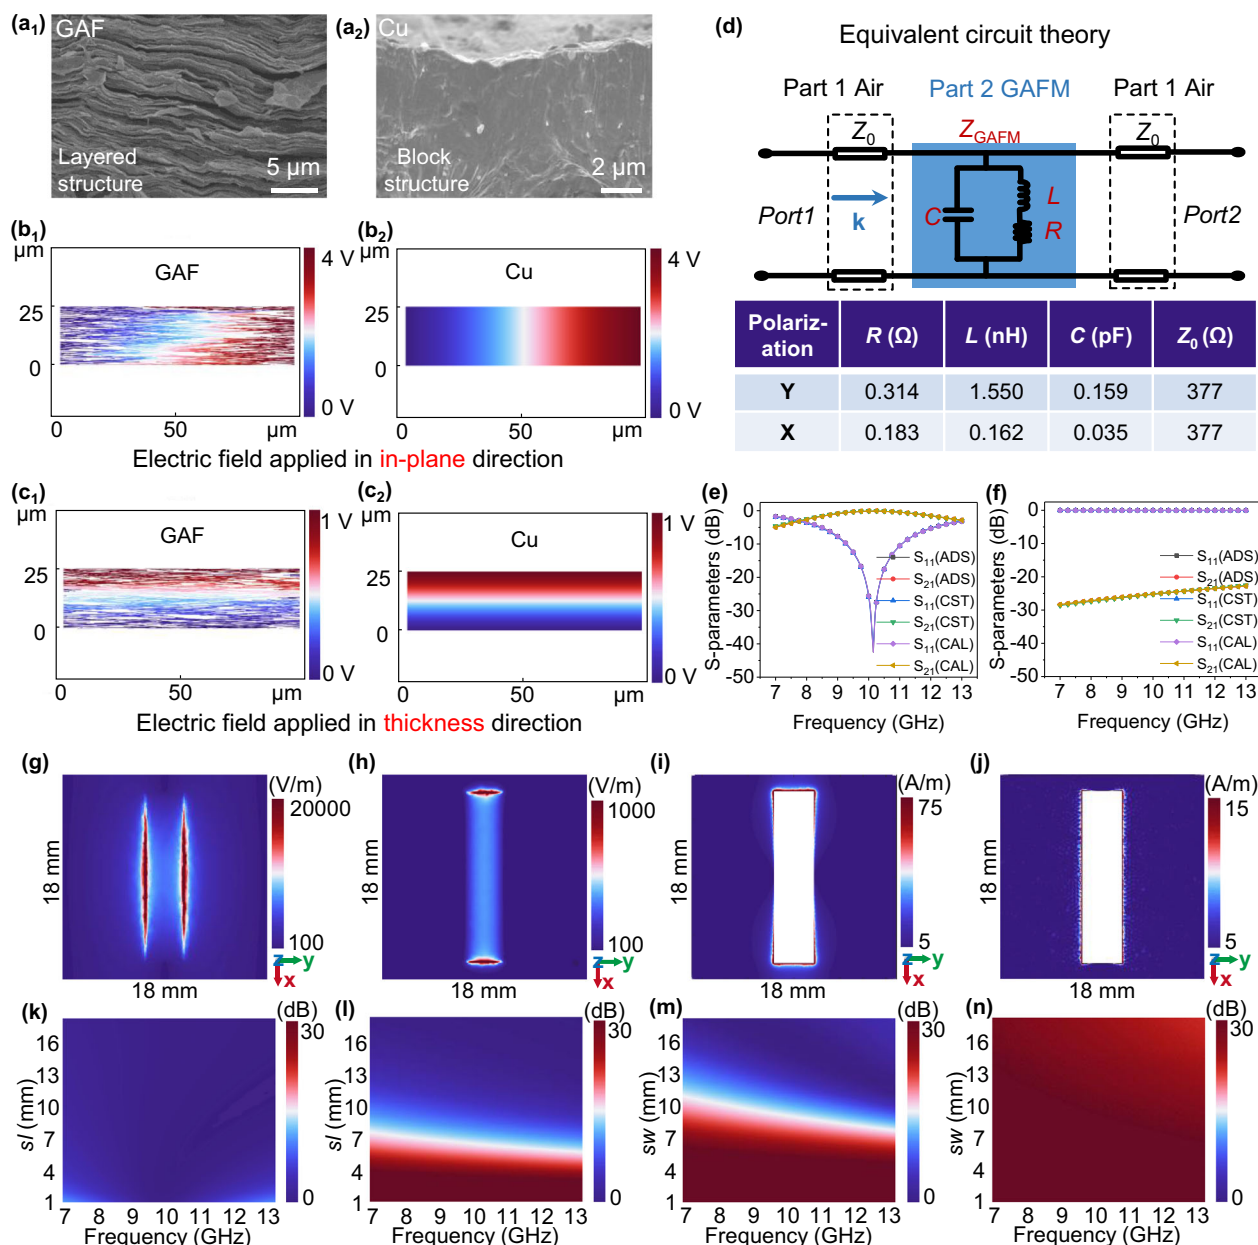 (a1) GAF
Layered
structure
5 μm
(a2) Cu
Block
structure
2 μm
(b1)
μm
GAF
25
0
0
50
μm
4 V
0 V
(b2)
Cu
25
0
0
50
μm
4 V
0 V
Electric field applied in in-plane direction
(c1)
μm
GAF
25
0
0
50
μm
1 V
0 V
(c2)
Cu
25
0
0
50
μm
1 V
0 V
Electric field applied in thickness direction
(d)
Equivalent circuit theory
Part 1 Air
Part 2 GAFM
Part 1 Air
Z0
ZGAFM
Z0
Port1
k
C
L
R
Port2
Polariz-
ation
R (Ω)
L (nH)
C (pF)
Z0 (Ω)
Y 0.314 1.550 0.159 377
X 0.183 0.162 0.035 377
(e)
S-parameters (dB)
0
-10
-20
-30
-40
-50
S11(ADS)
S21(ADS)
S11(CST)
S21(CST)
S11(CAL)
S21(CAL)
7 8 9 10 11 12 13
Frequency (GHz)
(f)
S-parameters (dB)
0
-10
-20
-30
-40
-50
S11(ADS)
S21(ADS)
S11(CST)
S21(CST)
S11(CAL)
S21(CAL)
7 8 9 10 11 12 13
Frequency (GHz)
(g)
(V/m)
20000
100
18 mm
18 mm
z y
x
(h)
(V/m)
1000
100
18 mm
18 mm
z y
x
(i)
(A/m)
75
5
18 mm
18 mm
z y
x
(j)
(A/m)
15
5
18 mm
18 mm
z y
x
(k)
(dB)
30
0
sl (mm)
16
13
10
7
4
1
7 8 9 10 11 12 13
Frequency (GHz)
(l)
(dB)
30
0
sl (mm)
16
13
10
7
4
1
7 8 9 10 11 12 13
Frequency (GHz)
(m)
(dB)
30
0
sw (mm)
16
13
10
7
4
1
7 8 9 10 11 12 13
Frequency (GHz)
(n)
(dB)
30
0
sw (mm)
16
13
10
7
4
1
7 8 9 10 11 12 13
Frequency (GHz)